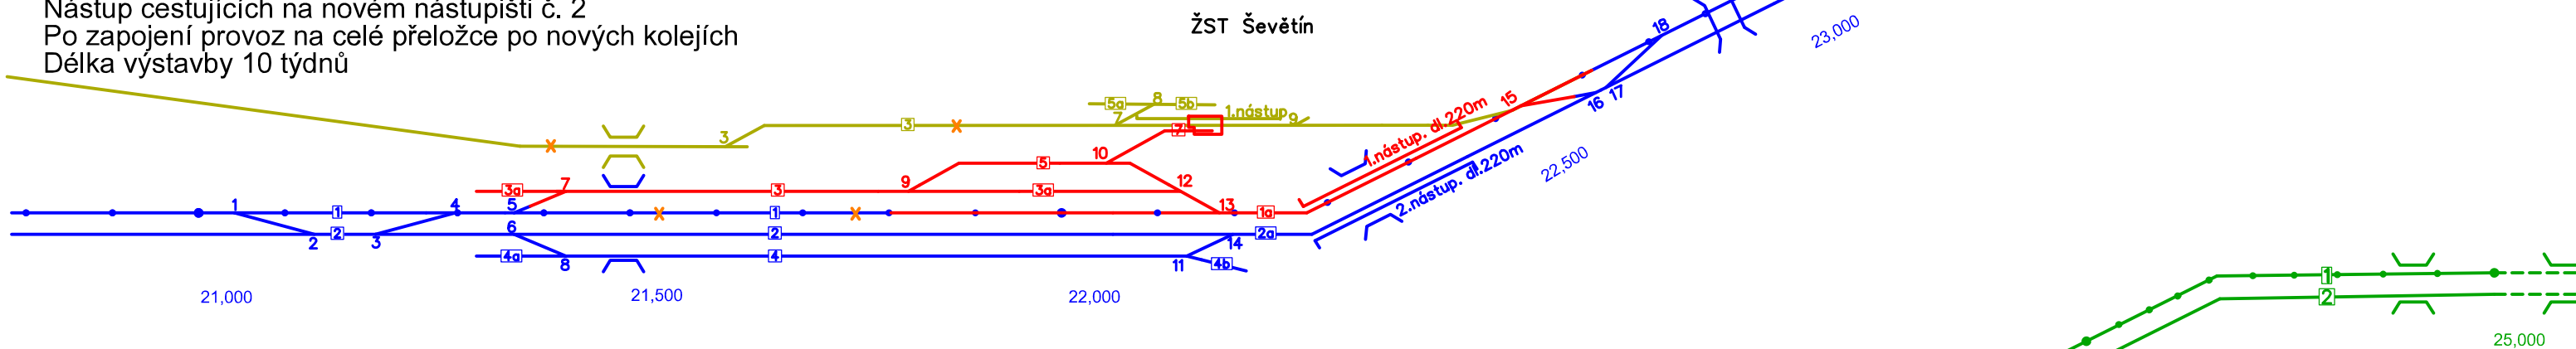 Nástup cestujících na novém nástupišti č. 2
Po zapojení provoz na celé přeložce po nových kolejích
Délka výstavby 10 týdnů
ŽST Ševětín
18
23,000
5a 8 5b
1.nástup
7 9
3 3
15
16 17
1.nástup. dl.220m
7
10
5
22,500
3a 7 3 9 3a 12
2.nástup. dl.220m
1 1 4 5 1 13 1a
2 2 3 6 2 14 2a
4a 8 4 11 4b
21,000 21,500 22,000
1
2
25,000